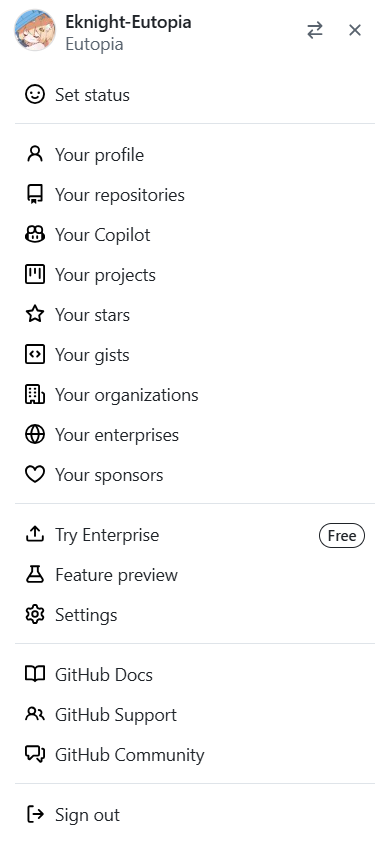 Eknight-Eutopia
Eutopia
Set status
Your profile
Your repositories
Your Copilot
Your projects
Your stars
Your gists
Your organizations
Your enterprises
Your sponsors
Try Enterprise Free
Feature preview
Settings
GitHub Docs
GitHub Support
GitHub Community
Sign out